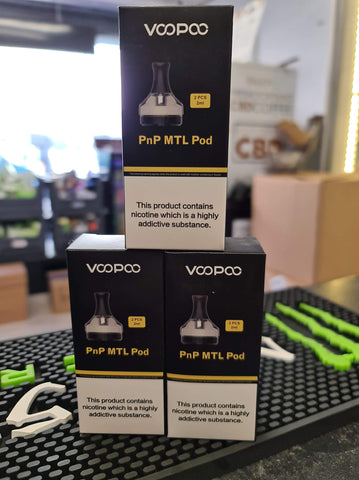 VOOPOO
2 PCS
2ml
PnP MTL Pod
This product contains
nicotine which is a highly
addictive substance.
VOOPOO
2 PCS
2ml
PnP MTL Pod
This product contains
nicotine which is a highly
addictive substance.
VOOPOO
2 PCS
2ml
PnP MTL Pod
This product contains
nicotine which is a highly
addictive substance.